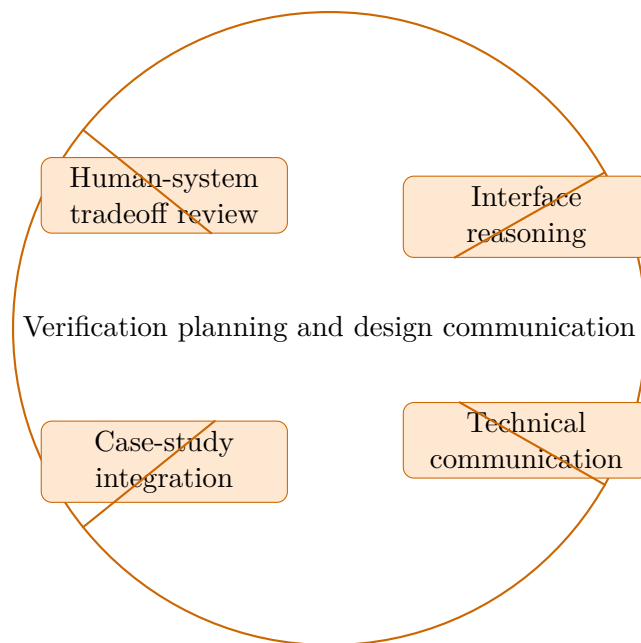 Human-system
tradeoff review
Interface
reasoning
Verification planning and design communication
Case-study
integration
Technical
communication